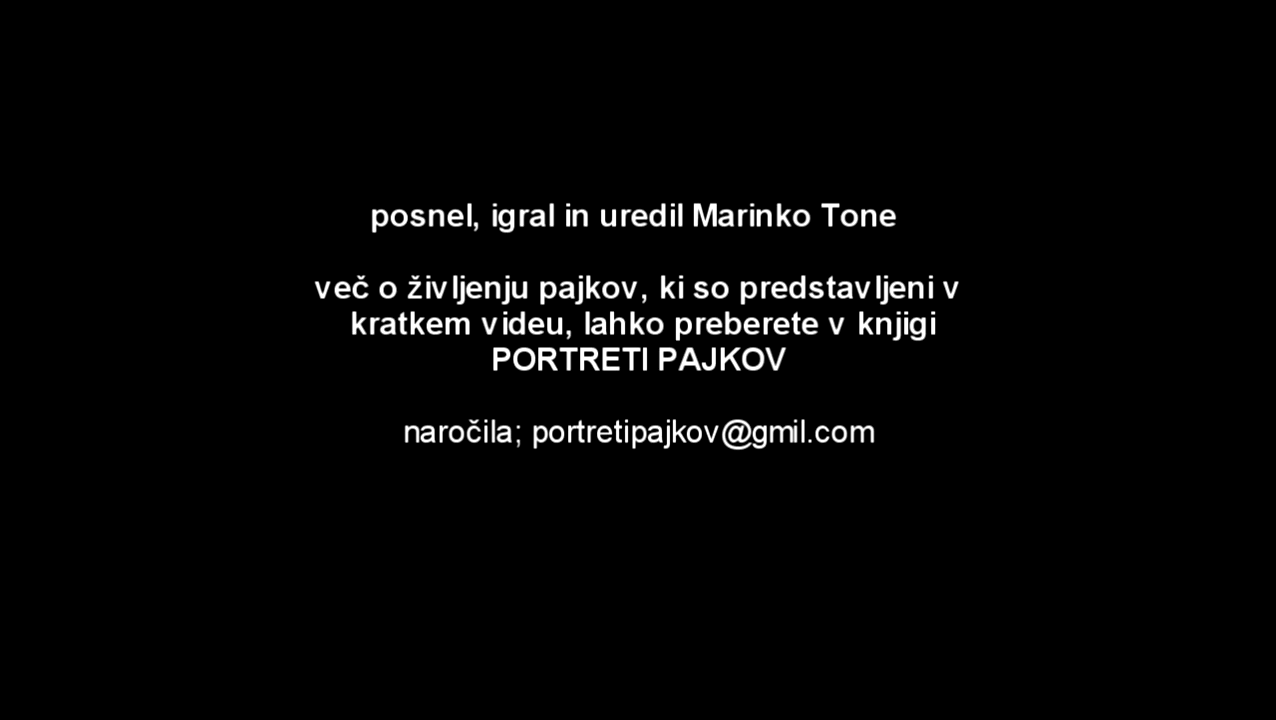 posnel, igral in uredil Marinko Tone
več o življenju pajkov, ki so predstavljeni v
kratkem videu, lahko preberete v knjigi
PORTRETI PAJKOV
naročila; portretipajkov@gmil.com